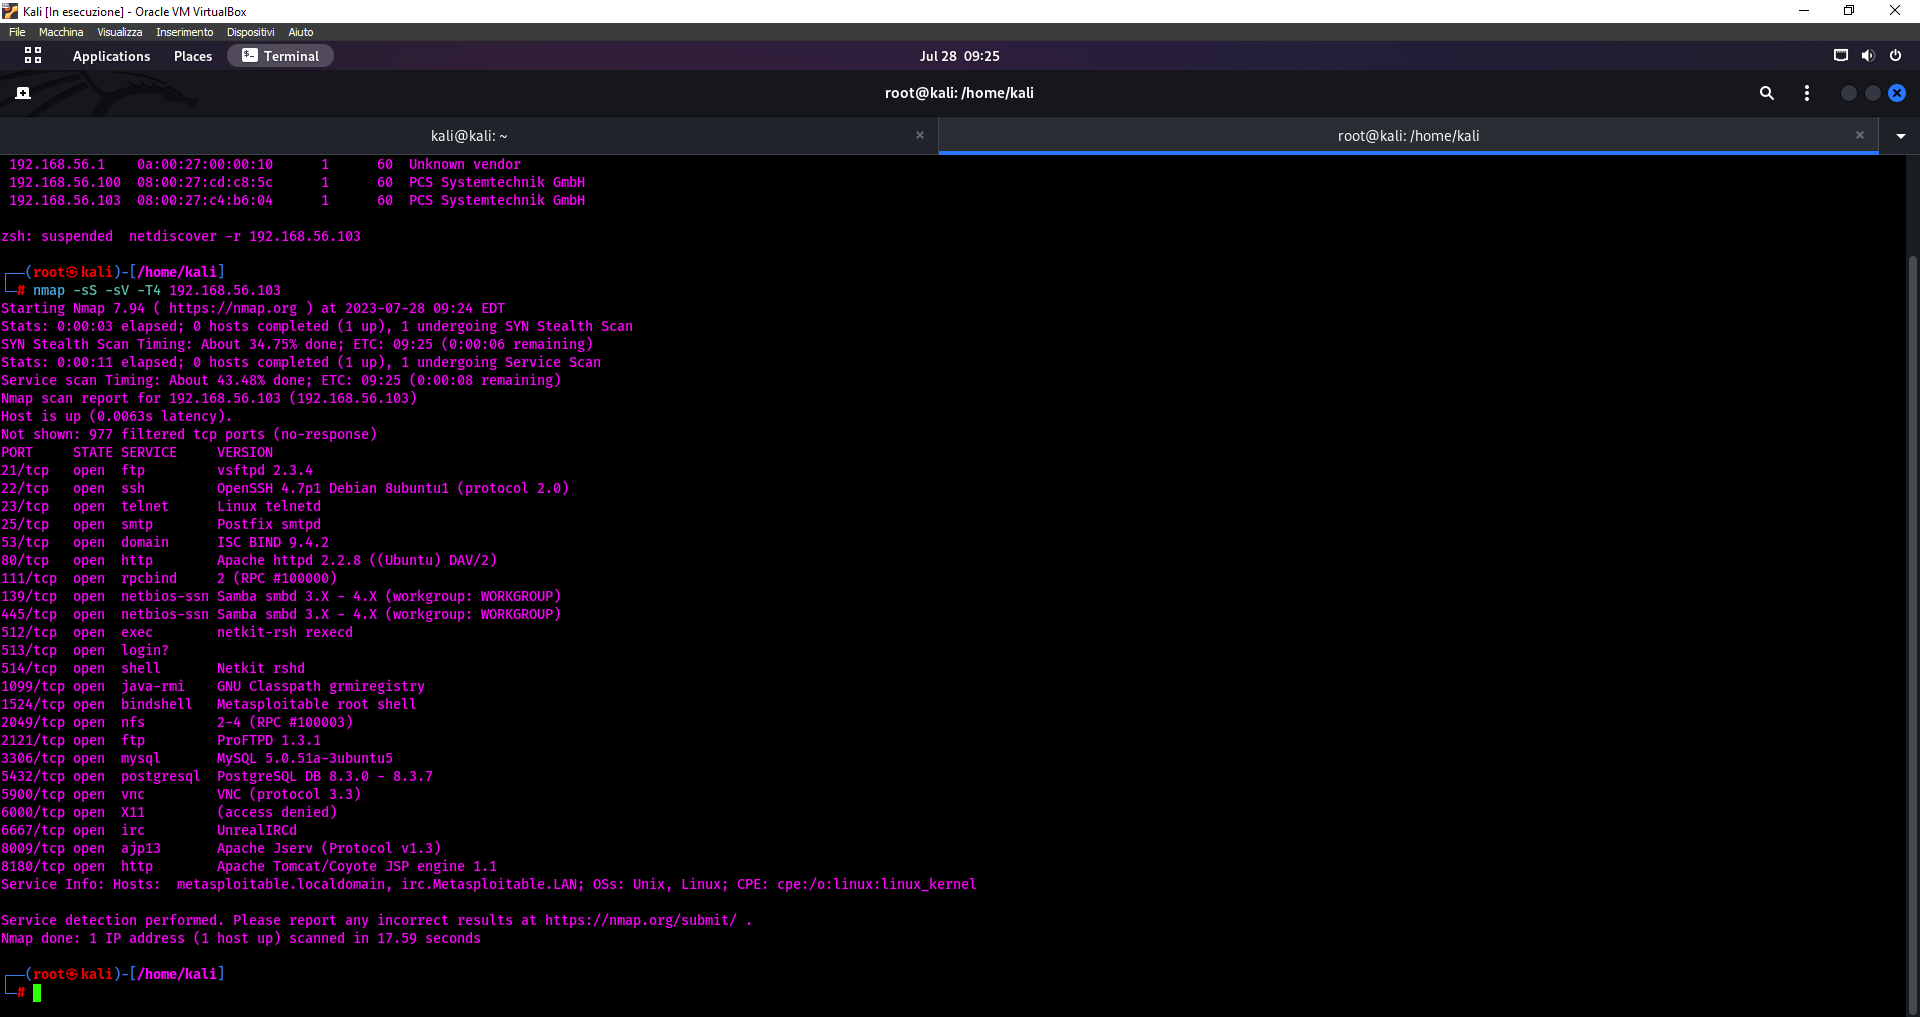 Kali [In esecuzione] - Oracle VM VirtualBox
File Macchina Visualizza Inserimento Dispositivi Aiuto
Applications Places Terminal Jul 28 09:25
root@kali: /home/kali
kali@kali: ~ root@kali: /home/kali
192.168.56.1 0a:00:27:00:00:10 1 60 Unknown vendor
192.168.56.100 08:00:27:cd:c8:5c 1 60 PCS Systemtechnik GmbH
192.168.56.103 08:00:27:c4:b6:04 1 60 PCS Systemtechnik GmbH
zsh: suspended netdiscover -r 192.168.56.103
┌──(root㉿kali)-[/home/kali]
└─# nmap -sS -sV -T4 192.168.56.103
Starting Nmap 7.94 ( https://nmap.org ) at 2023-07-28 09:24 EDT
Stats: 0:00:03 elapsed; 0 hosts completed (1 up), 1 undergoing SYN Stealth Scan
SYN Stealth Scan Timing: About 34.75% done; ETC: 09:25 (0:00:06 remaining)
Stats: 0:00:11 elapsed; 0 hosts completed (1 up), 1 undergoing Service Scan
Service scan Timing: About 43.48% done; ETC: 09:25 (0:00:08 remaining)
Nmap scan report for 192.168.56.103 (192.168.56.103)
Host is up (0.0063s latency).
Not shown: 977 filtered tcp ports (no-response)
PORT STATE SERVICE VERSION
21/tcp open ftp vsftpd 2.3.4
22/tcp open ssh OpenSSH 4.7p1 Debian 8ubuntu1 (protocol 2.0)
23/tcp open telnet Linux telnetd
25/tcp open smtp Postfix smtpd
53/tcp open domain ISC BIND 9.4.2
80/tcp open http Apache httpd 2.2.8 ((Ubuntu) DAV/2)
111/tcp open rpcbind 2 (RPC #100000)
139/tcp open netbios-ssn Samba smbd 3.X - 4.X (workgroup: WORKGROUP)
445/tcp open netbios-ssn Samba smbd 3.X - 4.X (workgroup: WORKGROUP)
512/tcp open exec netkit-rsh rexecd
513/tcp open login?
514/tcp open shell Netkit rshd
1099/tcp open java-rmi GNU Classpath grmiregistry
1524/tcp open bindshell Metasploitable root shell
2049/tcp open nfs 2-4 (RPC #100003)
2121/tcp open ftp ProFTPD 1.3.1
3306/tcp open mysql MySQL 5.0.51a-3ubuntu5
5432/tcp open postgresql PostgreSQL DB 8.3.0 - 8.3.7
5900/tcp open vnc VNC (protocol 3.3)
6000/tcp open X11 (access denied)
6667/tcp open irc UnrealIRCd
8009/tcp open ajp13 Apache Jserv (Protocol v1.3)
8180/tcp open http Apache Tomcat/Coyote JSP engine 1.1
Service Info: Hosts: metasploitable.localdomain, irc.Metasploitable.LAN; OSs: Unix, Linux; CPE: cpe:/o:linux:linux_kernel
Service detection performed. Please report any incorrect results at https://nmap.org/submit/ .
Nmap done: 1 IP address (1 host up) scanned in 17.59 seconds
┌──(root㉿kali)-[/home/kali]
└─#